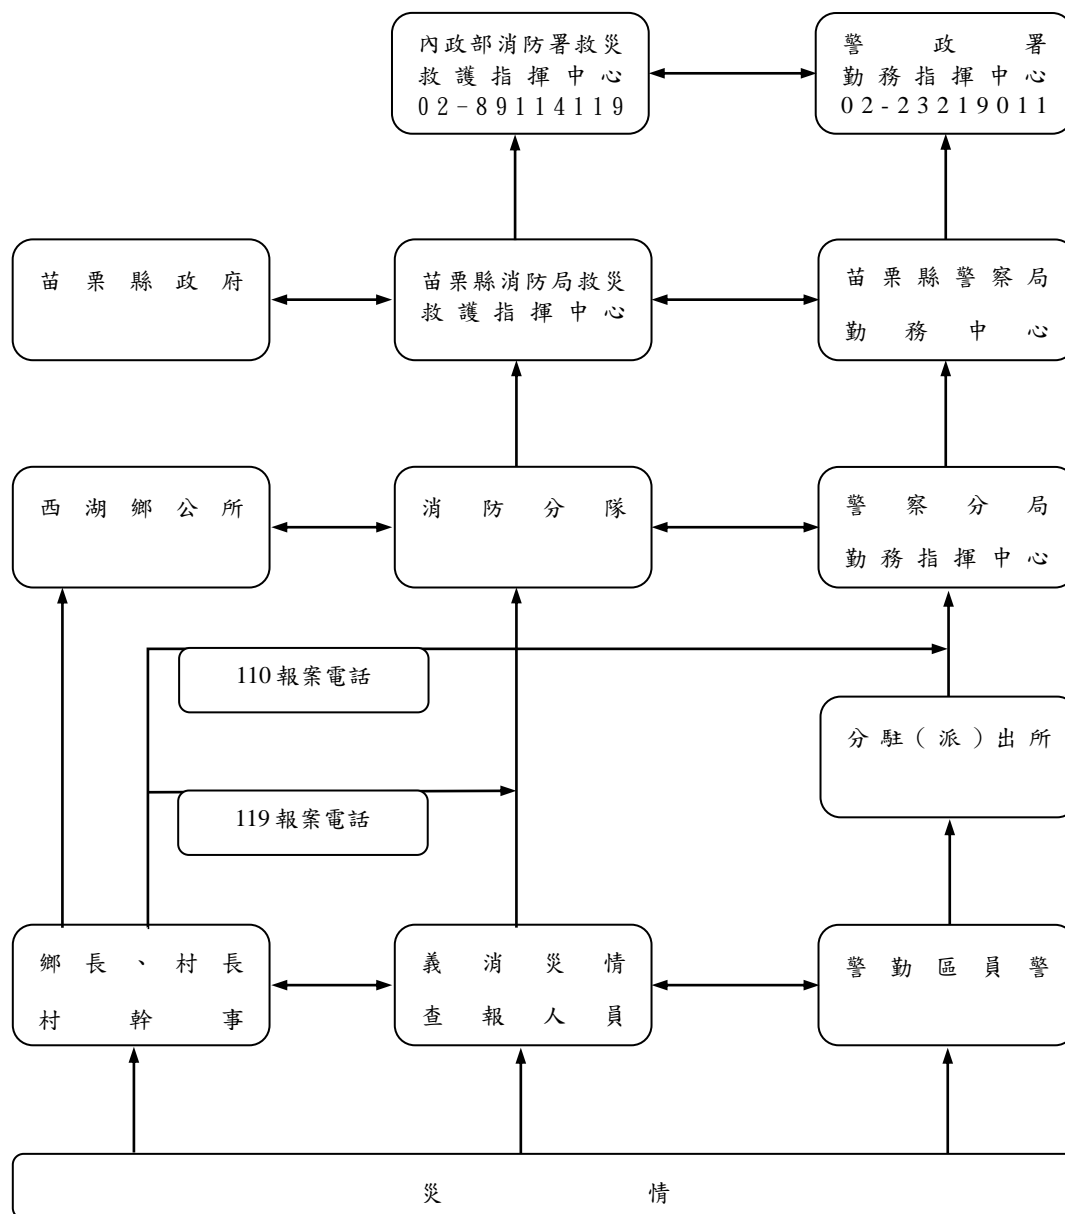 內政部消防署救災
救護指揮中心
02-89114119
警政署
勤務指揮中心
02-23219011
苗栗縣政府
苗栗縣消防局救災
救護指揮中心
苗栗縣警察局
勤務中心
西湖鄉公所
消防分隊
警察分局
勤務指揮中心
110報案電話
分駐(派)出所
119報案電話
鄉長、村長
村幹事
義消災情
查報人員
警勤區員警
災情